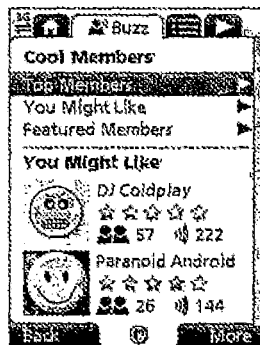 3G Buzz
Cool Members
Top Members
You Might Like
Featured Members
You Might Like
DJ Coldplay
57 222
Paranoid Android
26 144
Back More